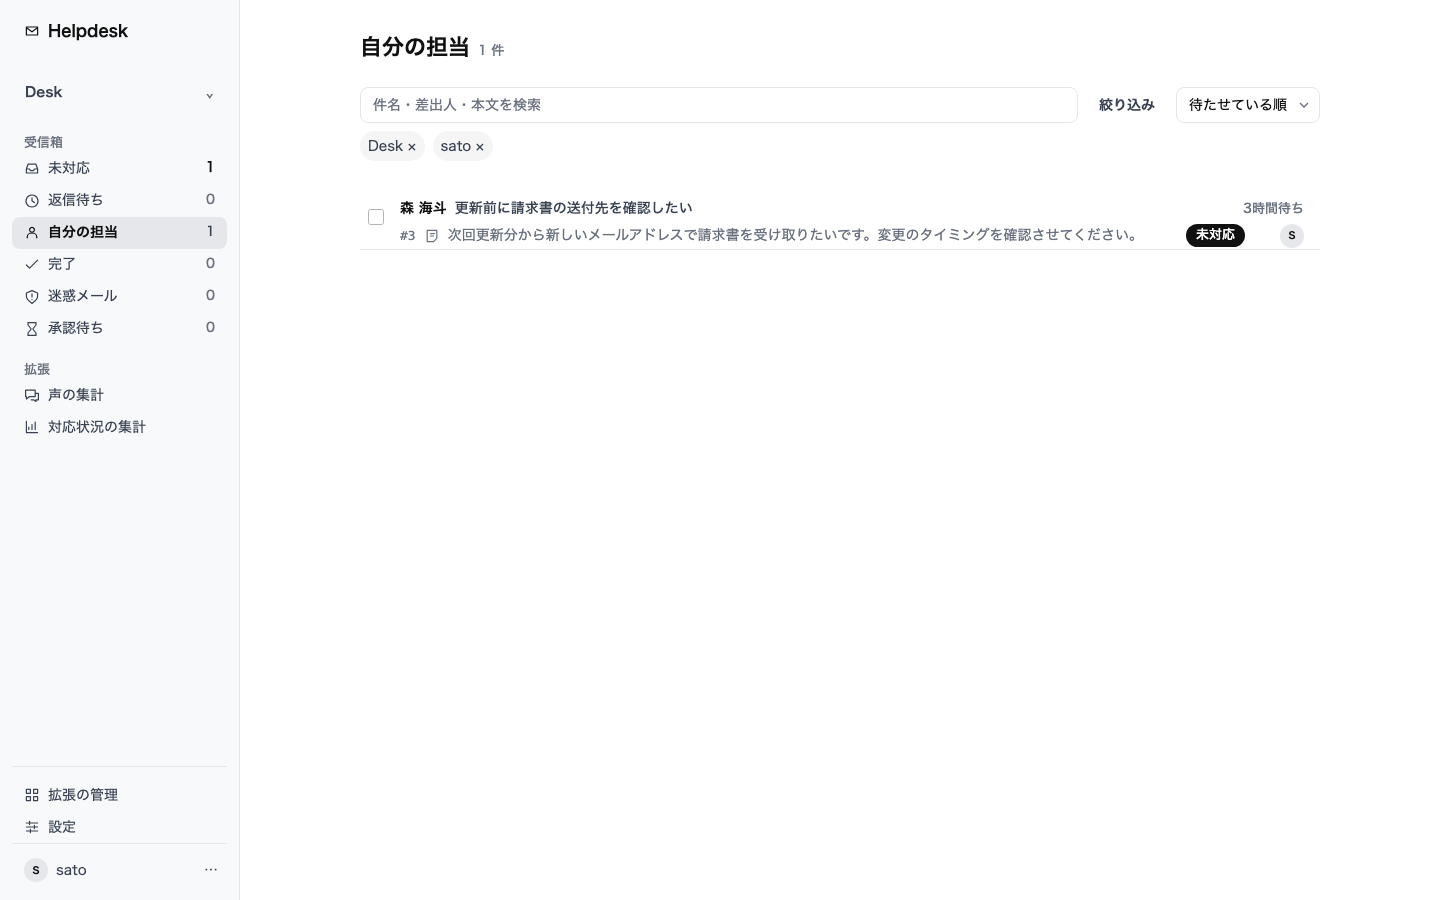 Helpdesk
Desk
受信箱
未対応 1
返信待ち 0
自分の担当 1
完了 0
迷惑メール 0
承認待ち 0
拡張
声の集計
対応状況の集計
拡張の管理
設定
S sato ...
自分の担当 1 件
件名・差出人・本文を検索 絞り込み 待たせている順
Desk × sato ×
森 海斗 更新前に請求書の送付先を確認したい 3時間待ち
#3 次回更新分から新しいメールアドレスで請求書を受け取りたいです。変更のタイミングを確認させてください。 未対応 S